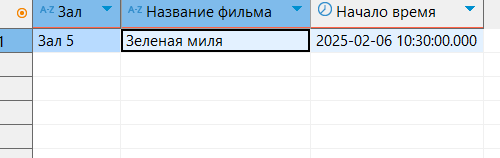 A-Z Зал A-Z Название фильма Начало время
1 Зал 5 Зеленая миля 2025-02-06 10:30:00.000